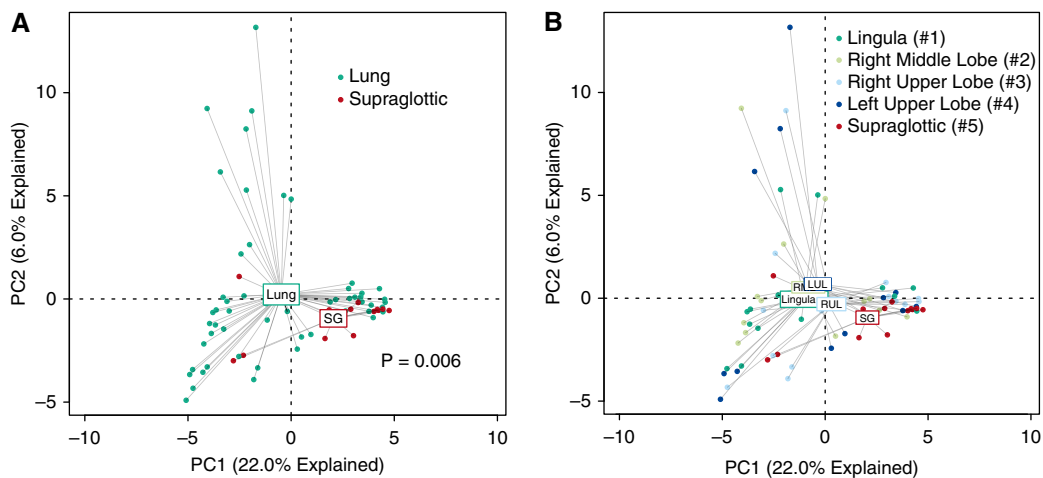 A
PC2 (6.0% Explained)
10
5
0
−5
Lung
Supraglottic
Lung
SG
P = 0.006
−10
−5
0
5
10
PC1 (22.0% Explained)
B
PC2 (6.0% Explained)
10
5
0
−5
Lingula (#1)
Right Middle Lobe (#2)
Right Upper Lobe (#3)
Left Upper Lobe (#4)
Supraglottic (#5)
LUL
Lingula
RUL
SG
−10
−5
0
5
10
PC1 (22.0% Explained)